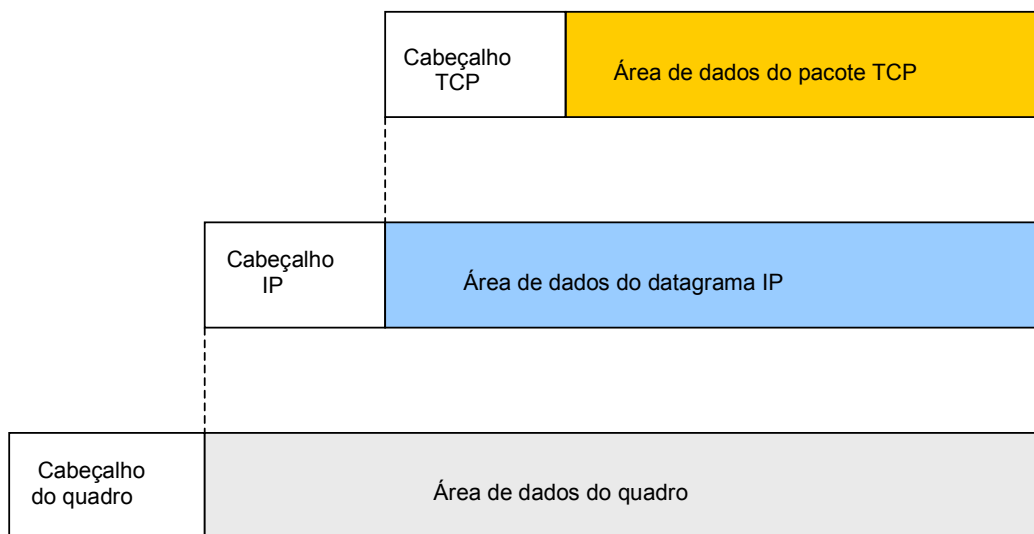 Cabeçalho
TCP
Área de dados do pacote TCP
Cabeçalho
IP
Área de dados do datagrama IP
Cabeçalho
do quadro
Área de dados do quadro